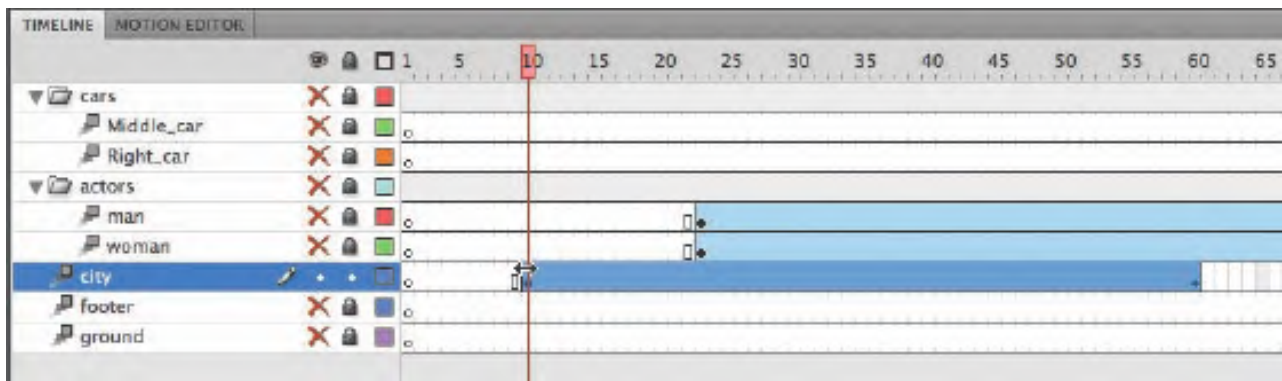 TIMELINE MOTION EDITOR
1 5 10 15 20 25 30 35 40 45 50 55 60 65
cars
Middle_car
Right_car
actors
man
woman
city
footer
ground